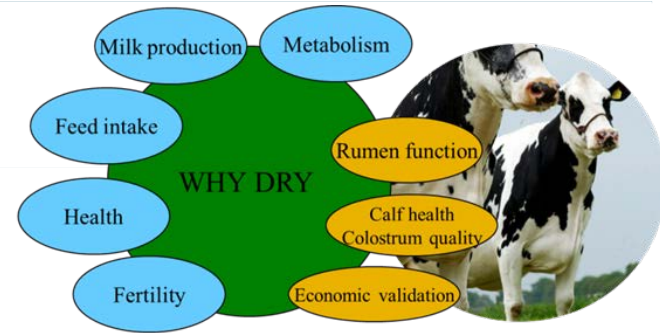 Milk production
Metabolism
Feed intake
Rumen function
WHY DRY
Health
Calf health
Colostrum quality
Fertility
Economic validation